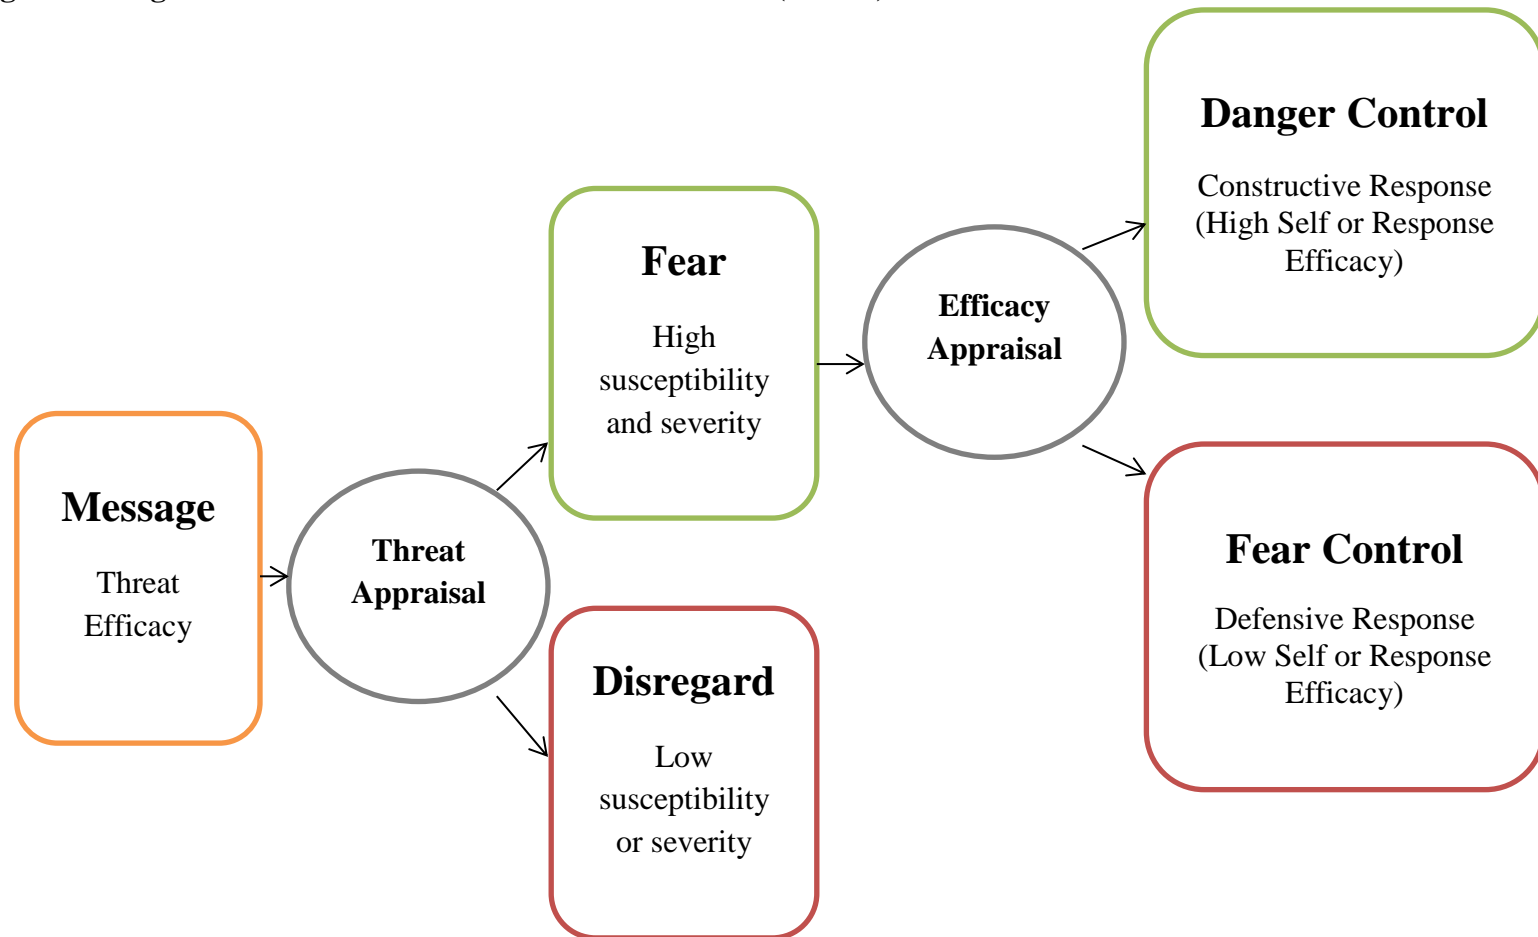 Danger Control
Constructive Response
(High Self or Response
Efficacy)
Fear
High
susceptibility
and severity
Efficacy
Appraisal
Message
Threat
Efficacy
Threat
Appraisal
Fear Control
Defensive Response
(Low Self or Response
Efficacy)
Disregard
Low
susceptibility
or severity